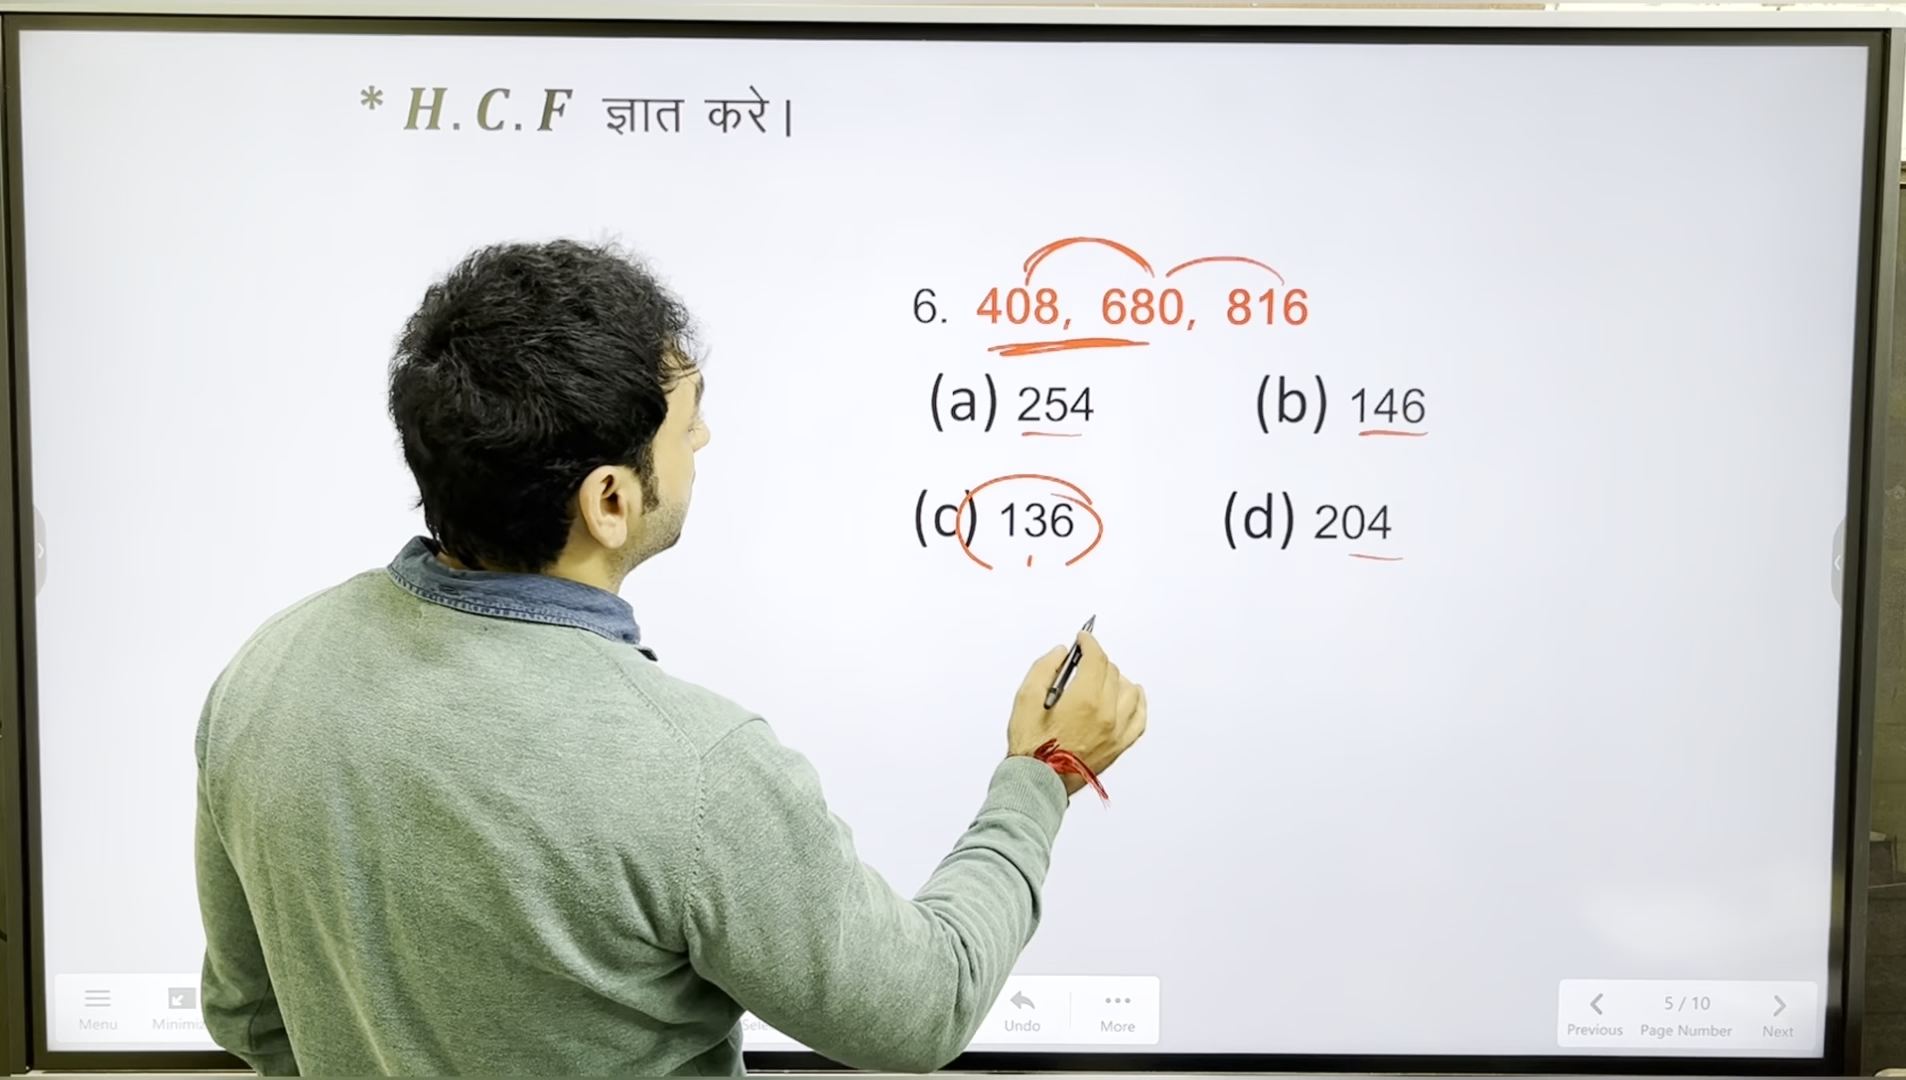 * H.C.F ज्ञात करे।
6. 408, 680, 816
(a) 254 (b) 146
(c) 136 (d) 204
Menu
Undo More
5 / 10
Previous Page Number Next